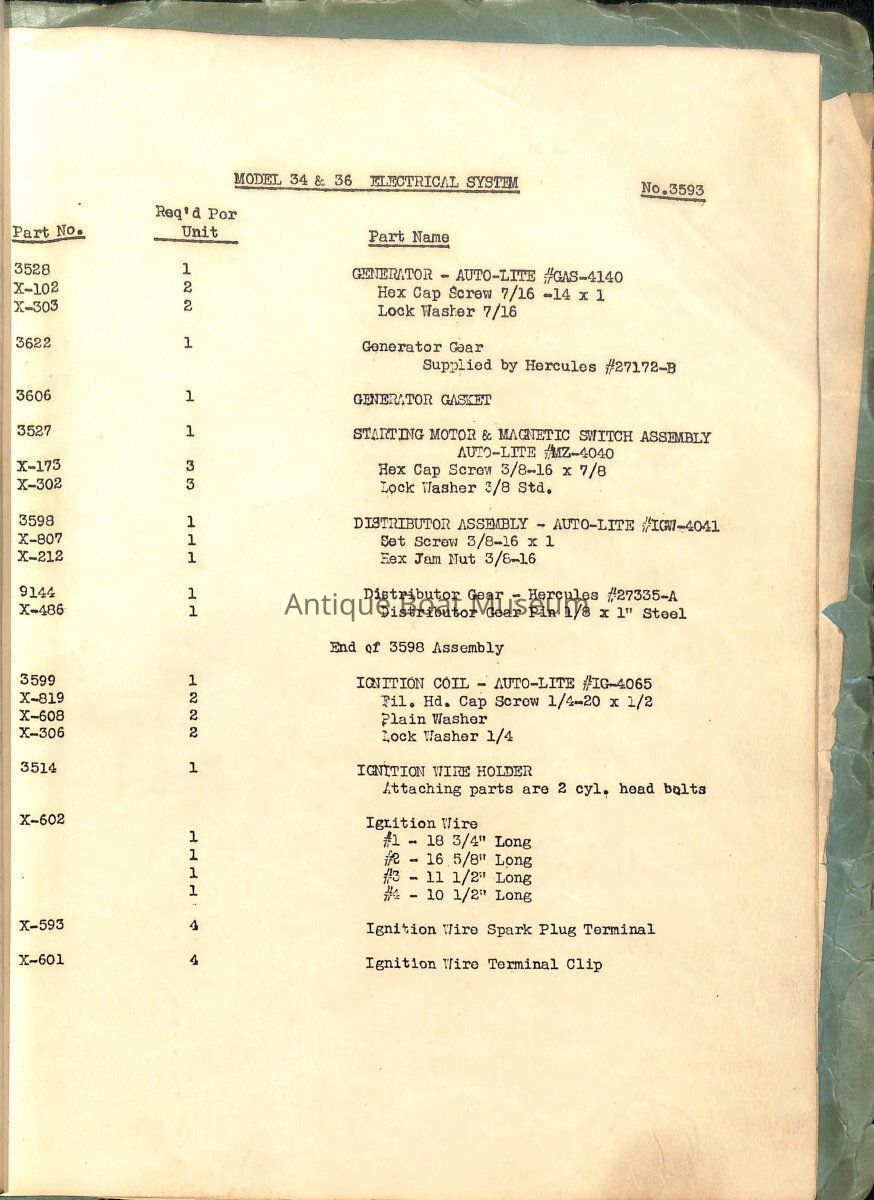 MODEL 34 & 36 ELECTRICAL SYSTEM No.3593
Req'd Per
Part No. Unit Part Name
3528 1 GENERATOR - AUTO-LITE #GAS-4140
X-102 2 Hex Cap Screw 7/16 -14 x 1
X-303 2 Lock Washer 7/16
3622 1 Generator Gear
Supplied by Hercules #27172-B
3606 1 GENERATOR GASKET
3527 1 STARTING MOTOR & MAGNETIC SWITCH ASSEMBLY
AUTO-LITE #MZ-4040
X-173 3 Hex Cap Screw 3/8-16 x 7/8
X-302 3 Lock Washer 3/8 Std.
3598 1 DISTRIBUTOR ASSEMBLY - AUTO-LITE #IGW-4041
X-807 1 Set Screw 3/8-16 x 1
X-212 1 Hex Jam Nut 3/8-16
9144 1 Distributor Gear - Hercules #27335-A
Antique Boat Museum
X-486 1 Distributor Gear Pin 1/8 x 1" Steel
End of 3598 Assembly
3599 1 IGNITION COIL - AUTO-LITE #IG-4065
X-819 2 Fil. Hd. Cap Screw 1/4-20 x 1/2
X-608 2 Plain Washer
X-306 2 Lock Washer 1/4
3514 1 IGNITION WIRE HOLDER
Attaching parts are 2 cyl. head bolts
X-602 Ignition Wire
1 #1 - 18 3/4" Long
1 #2 - 16 5/8" Long
1 #3 - 11 1/2" Long
1 #4 - 10 1/2" Long
X-593 4 Ignition Wire Spark Plug Terminal
X-601 4 Ignition Wire Terminal Clip